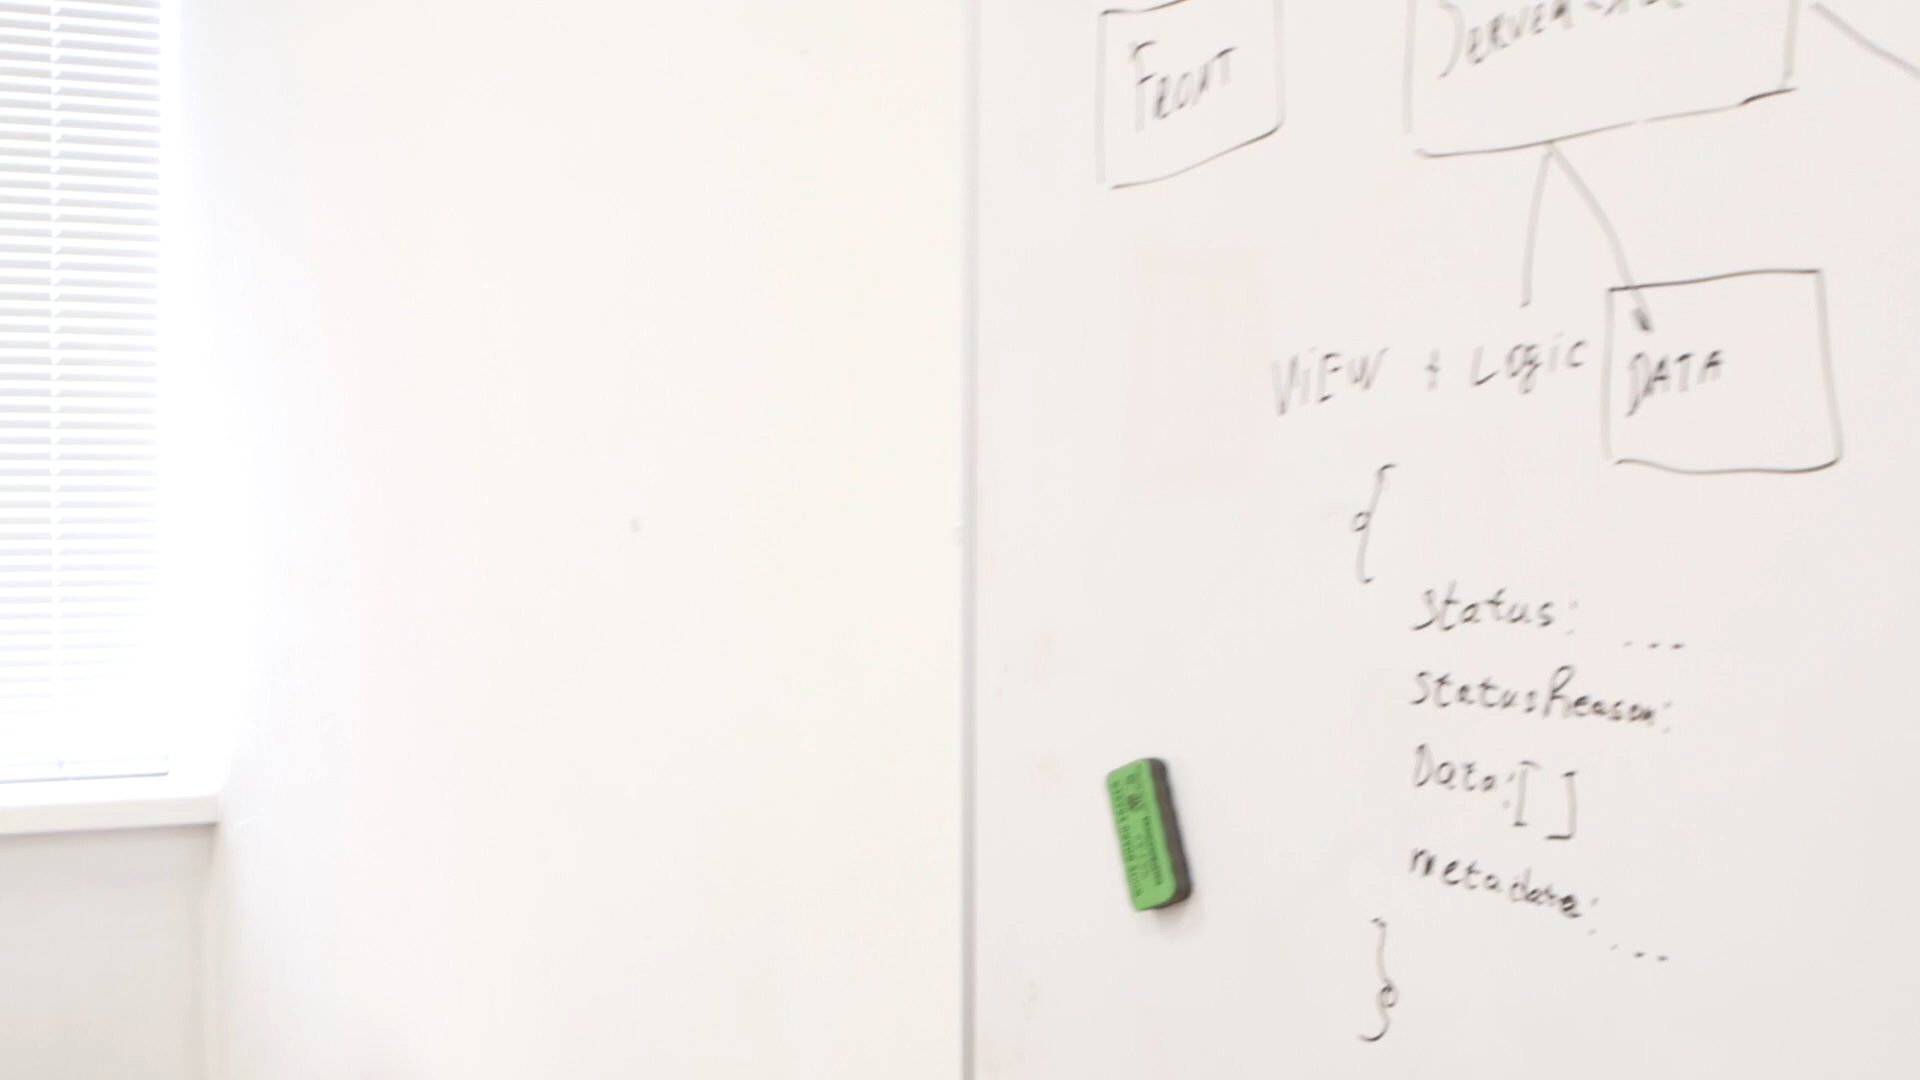 FRONT
VIEW + Logic
DATA
{
Status: ...
StatusReason:
Data:[ ]
metadata: ...
}